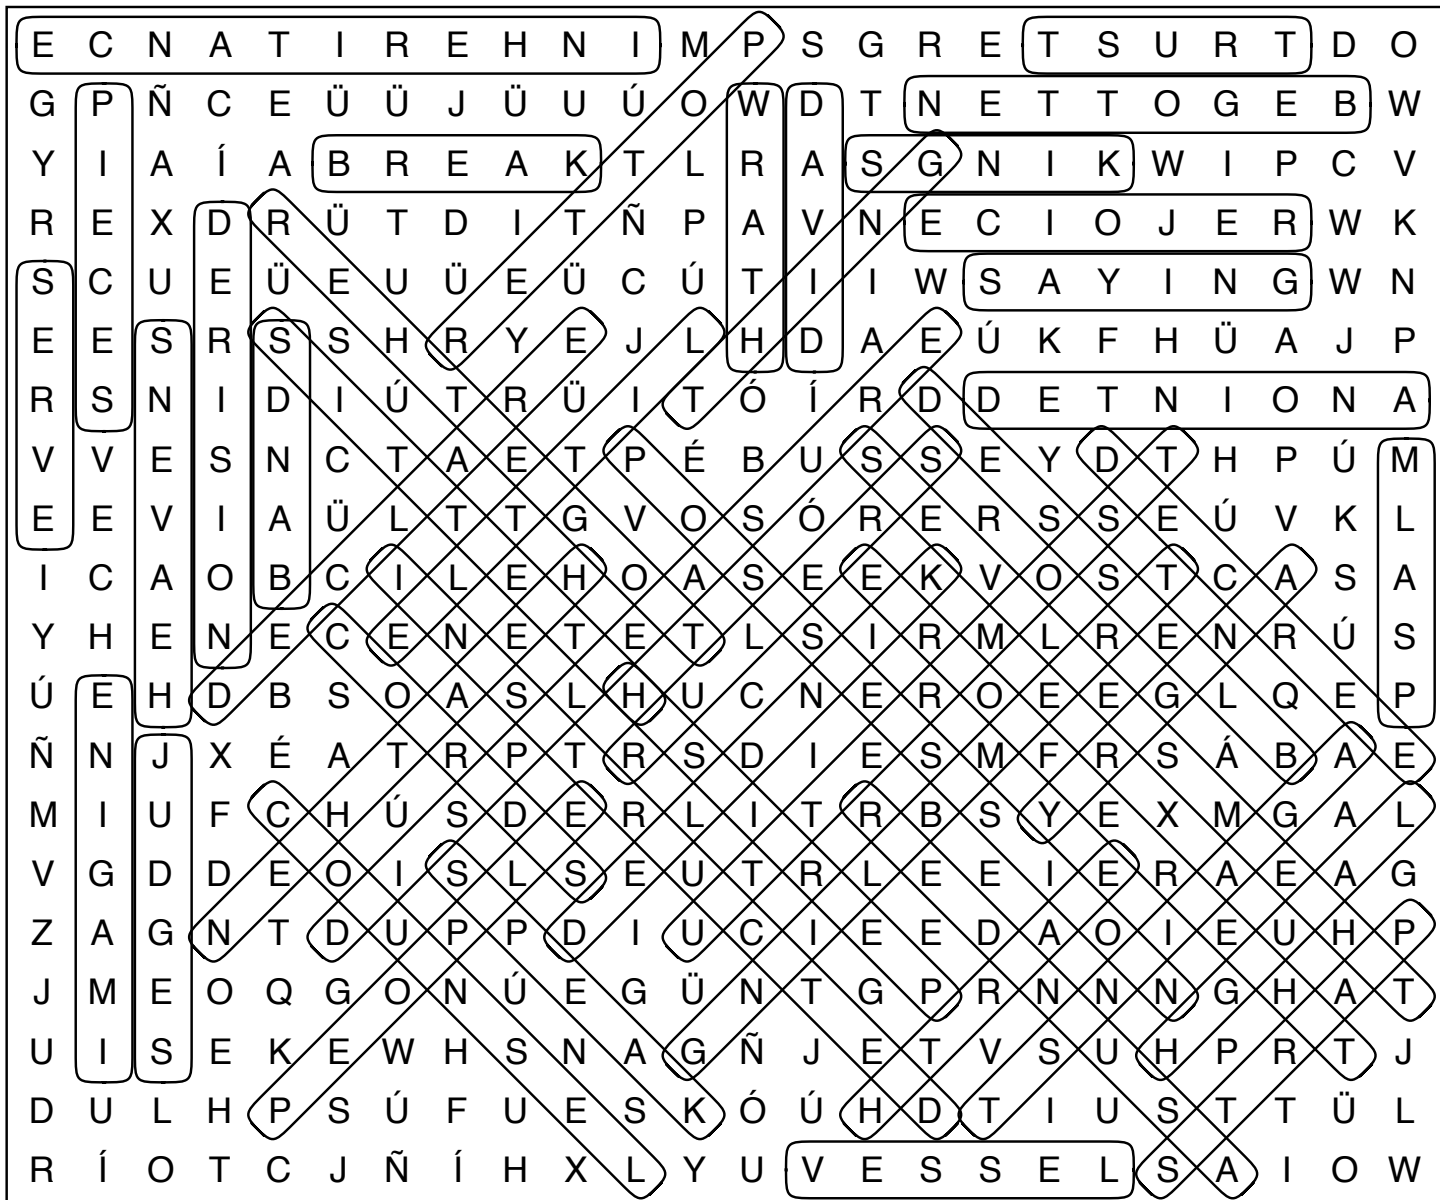 E C N A T I R E H N I M P S G R E T S U R T D O
G P Ñ C E Ü Ü J Ü U Ú O W D T N E T T O G E B W
Y I A Í A B R E A K T L R A S G N I K W I P C V
R E X D R Ü T D I T Ñ P A V N E C I O J E R W K
S C U E Ü E U Ü E Ü C Ú T I I W S A Y I N G W N
E E S R S S H R Y E J L H D A E Ú K F H Ü A J P
R S N I D I Ú T R Ü I T Ó Í R D D E T N I O N A
V V E S N C T A E T P É B U S S E Y D T H P Ú M
E E V I A Ü L T T G V O S Ó R E R S S E Ú V K L
I C A O B C I L E H O A S E E K V O S T C A S A
Y H E N E C E N E T E T L S I R M L R E N R Ú S
Ú E H D B S O A S L H U C N E R O E E G L Q E P
Ñ N J X É A T R P T R S D I E S M F R S Á B A E
M I U F C H Ú S D E R L I T R B S Y E X M G A L
V G D D E O I S L S E U T R L E E I E R A E A G
Z A G N T D U P P D I U C I E E D A O I E U H P
J M E O Q G O N Ú E G Ü N T G P R N N N G H A T
U I S E K E W H S N A G Ñ J E T V S U H P R T J
D U L H P S Ú F U E S K Ó Ú H D T I U S T T Ü L
R Í O T C J Ñ Í H X L Y U V E S S E L S A I O W